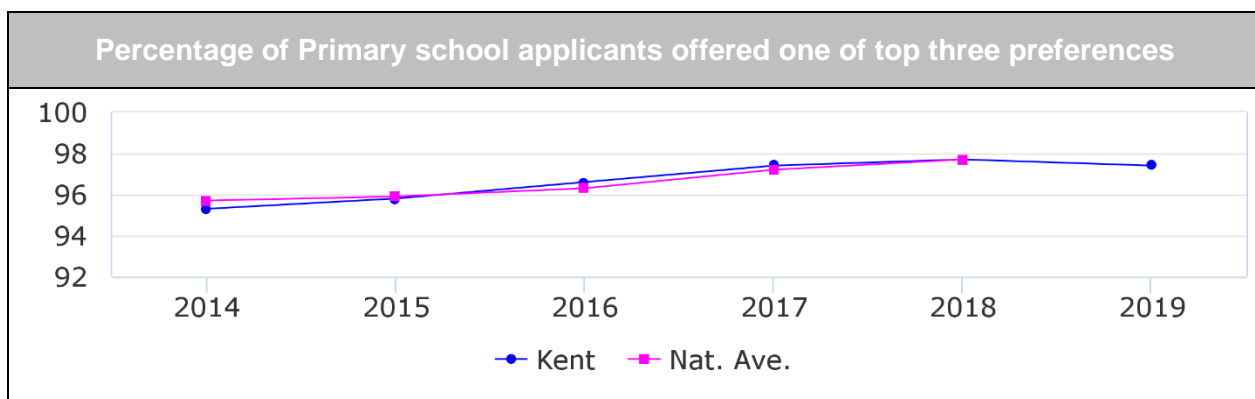 Percentage of Primary school applicants offered one of top three preferences
100
98
96
94
92
2014 2015 2016 2017 2018 2019
Kent Nat. Ave.